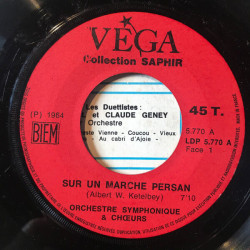 VÉGA
Collection SAPHIR
Les Duettistes :
et CLAUDE GENEY
Orchestre
(P) 1964
45 T.
BIEM
Vienne - Coucou - Vieux
Au cabri d'Ajoie -
5.770 A
LDP 5.770 A
Face 1
SUR UN MARCHE PERSAN
(Albert W. Ketelbey) 7'10
ORCHESTRE SYMPHONIQUE
& CHŒURS